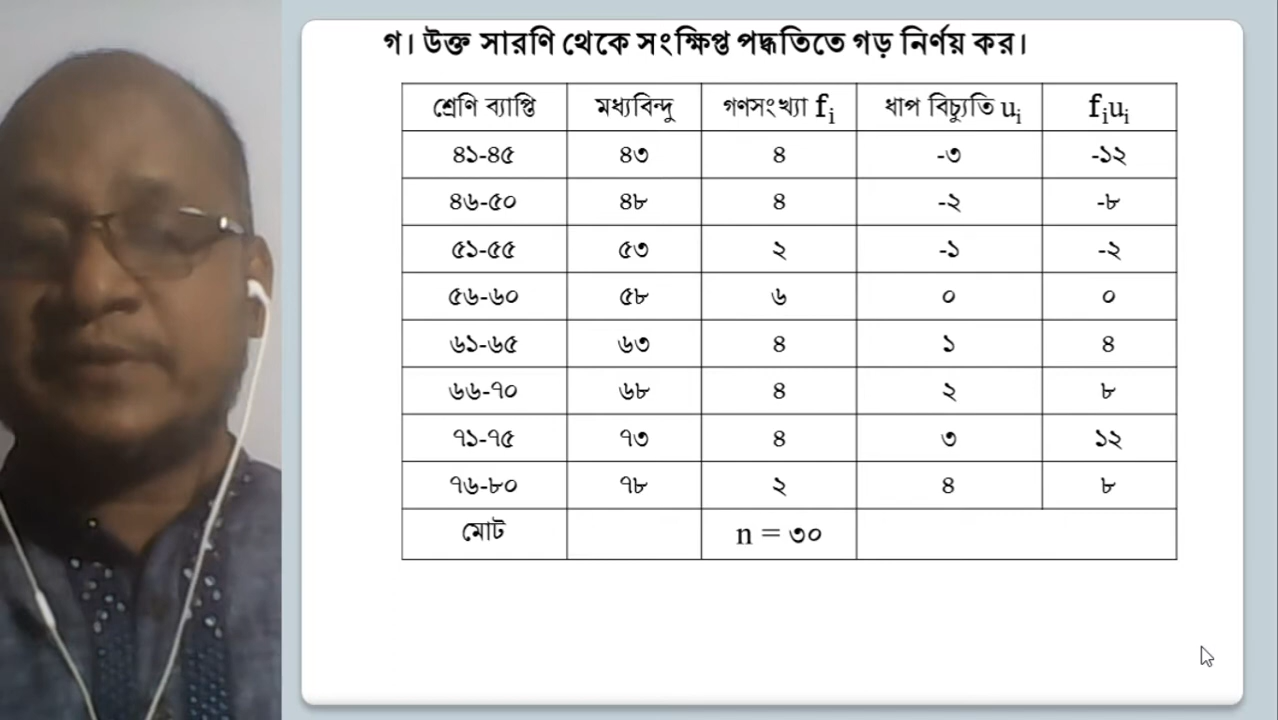 গ। উক্ত সারণি থেকে সংক্ষিপ্ত পদ্ধতিতে গড় নির্ণয় কর।
শ্রেণি ব্যাপ্তি মধ্যবিন্দু গণসংখ্যা fi ধাপ বিচ্যুতি ui fiui
৪১-৪৫ ৪৩ ৪ -৩ -১২
৪৬-৫০ ৪৮ ৪ -২ -৮
৫১-৫৫ ৫৩ ২ -১ -২
৫৬-৬০ ৫৮ ৬ ০ ০
৬১-৬৫ ৬৩ ৪ ১ ৪
৬৬-৭০ ৬৮ ৪ ২ ৮
৭১-৭৫ ৭৩ ৪ ৩ ১২
৭৬-৮০ ৭৮ ২ ৪ ৮
মোট n = ৩০